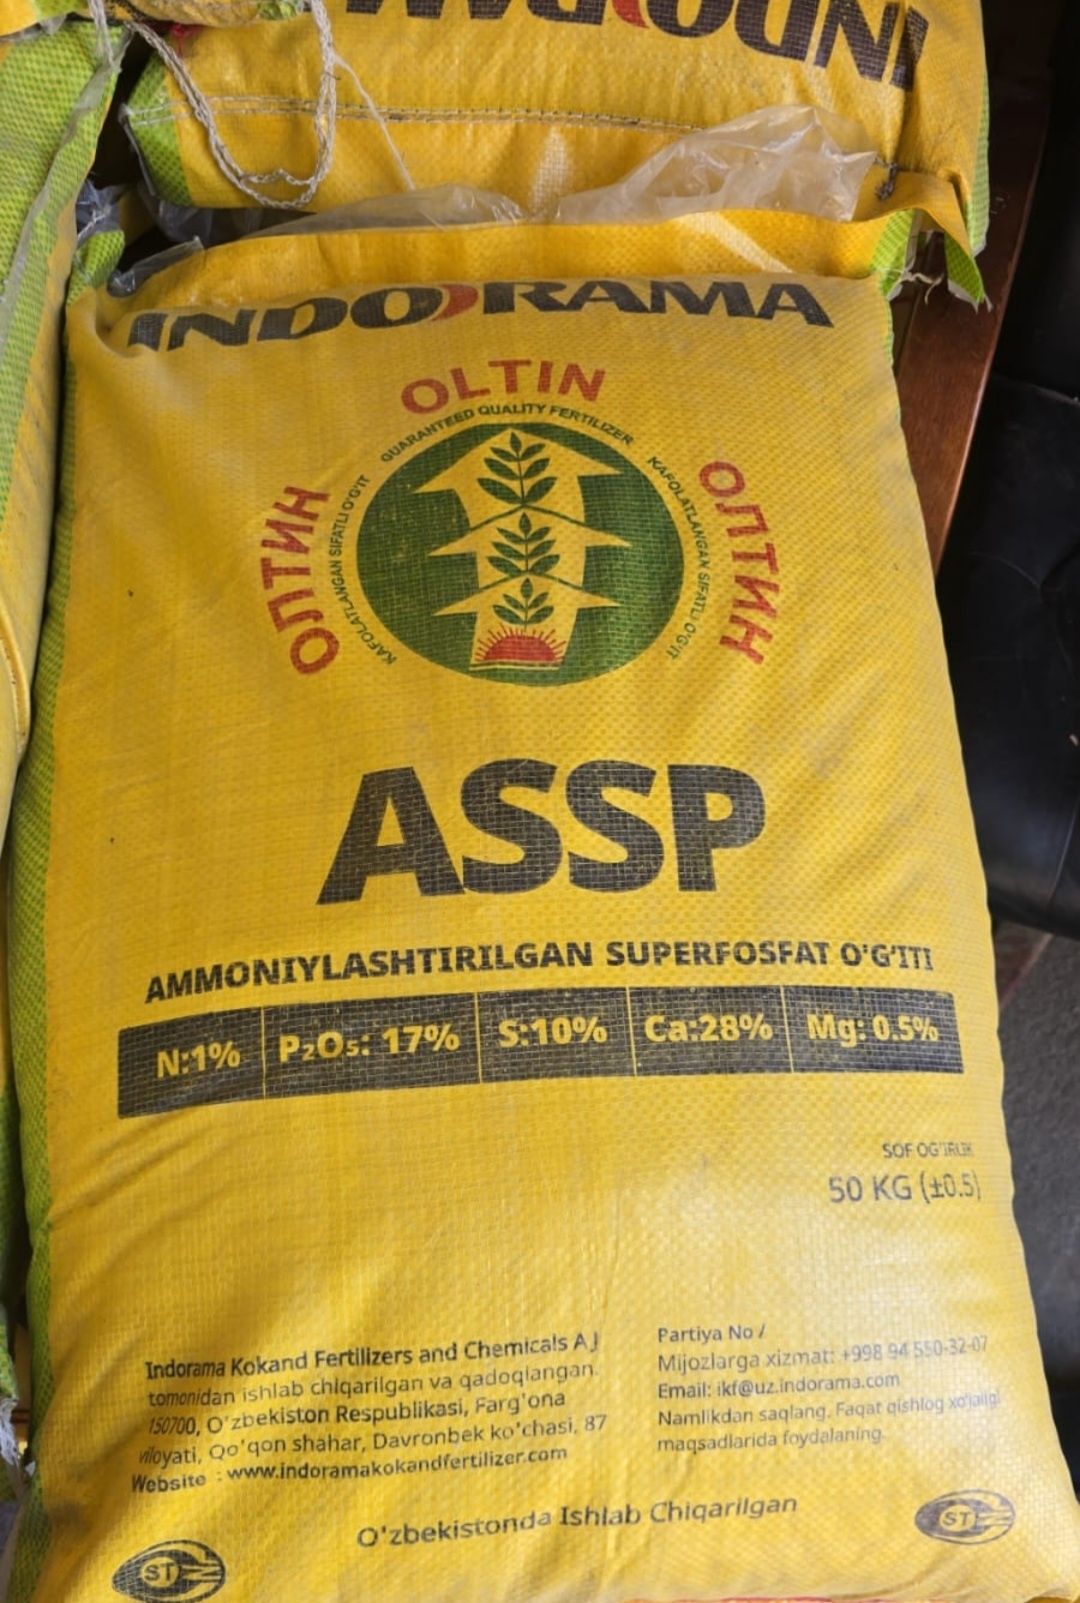 INDORAMA
INDORAMA
OLTIN
GUARANTEED QUALITY FERTILIZER
ОЛТИН
KAFOLATLANGAN SIFATLI O'G'IT
KAFOLATLANGAN SIFATLI O'G'IT
ОЛТИН
ASSP
AMMONIYLASHTIRILGAN SUPERFOSFAT O'G'ITI
N:1% P₂O₅: 17% S:10% Ca:28% Mg: 0.5%
SOF OG'IRLIK
50 KG (±0.5)
Indorama Kokand Fertilizers and Chemicals AJ
tomonidan ishlab chiqarilgan va qadoqlangan.
150700, O'zbekiston Respublikasi, Farg'ona
viloyati, Qo'qon shahar, Davronbek ko'chasi, 87
Website : www.indoramakokandfertilizer.com
Partiya No /
Mijozlarga xizmat: +998 94 550-32-07
Email: ikf@uz.indorama.com
Namlikdan saqlang. Faqat qishloq xo'jaligi
maqsadlarida foydalaning.
O'zbekistonda Ishlab Chiqarilgan
ST
ST